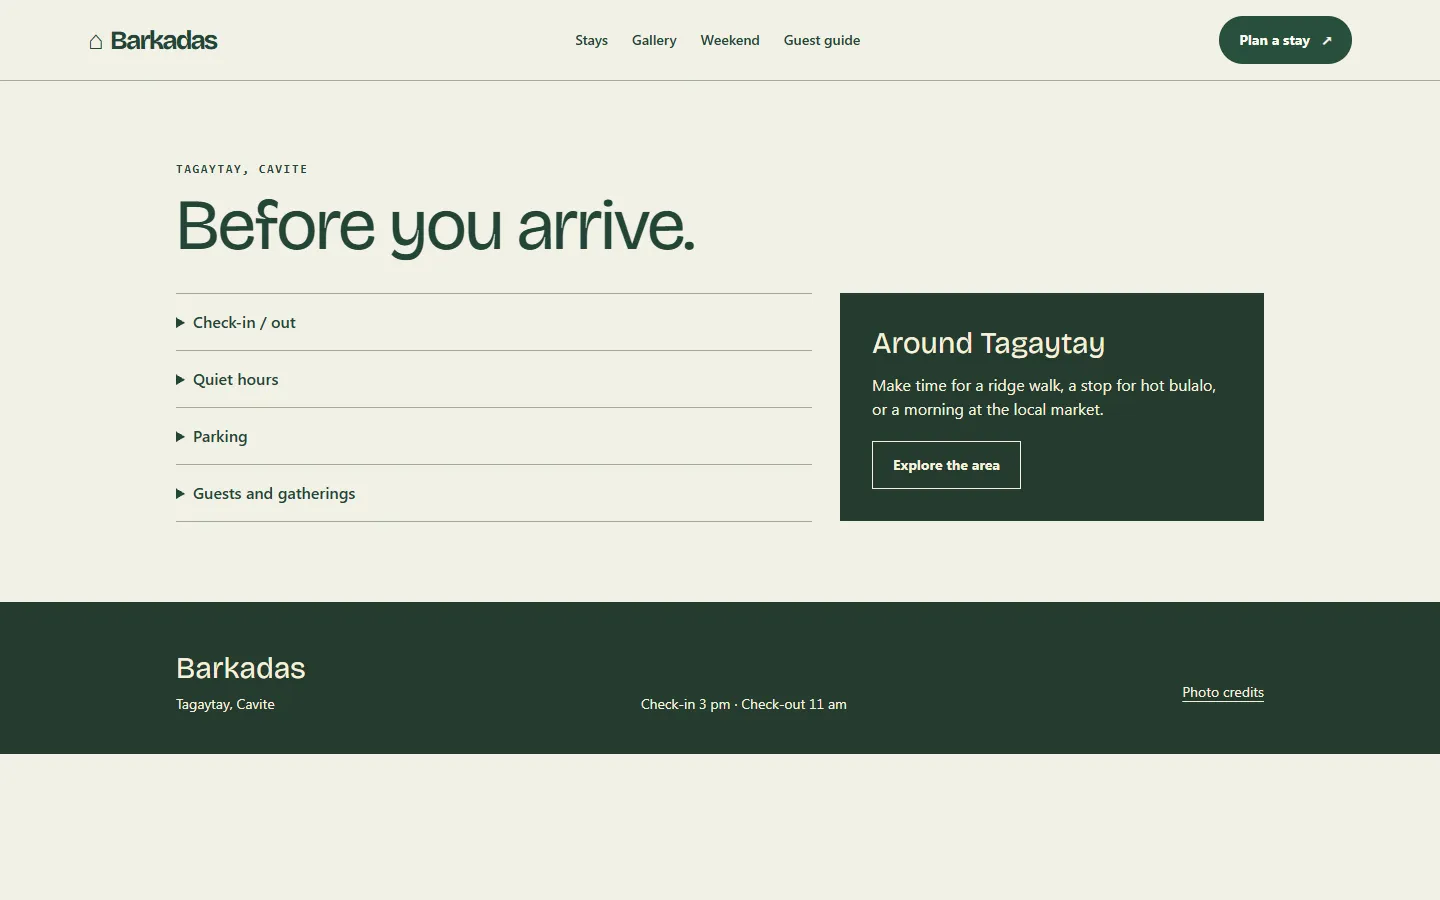 Barkadas
Stays
Gallery
Weekend
Guest guide
Plan a stay ↗
TAGAYTAY, CAVITE
Before you arrive.
Check-in / out
Quiet hours
Parking
Guests and gatherings
Around Tagaytay
Make time for a ridge walk, a stop for hot bulalo,
or a morning at the local market.
Explore the area
Barkadas
Tagaytay, Cavite
Check-in 3 pm · Check-out 11 am
Photo credits